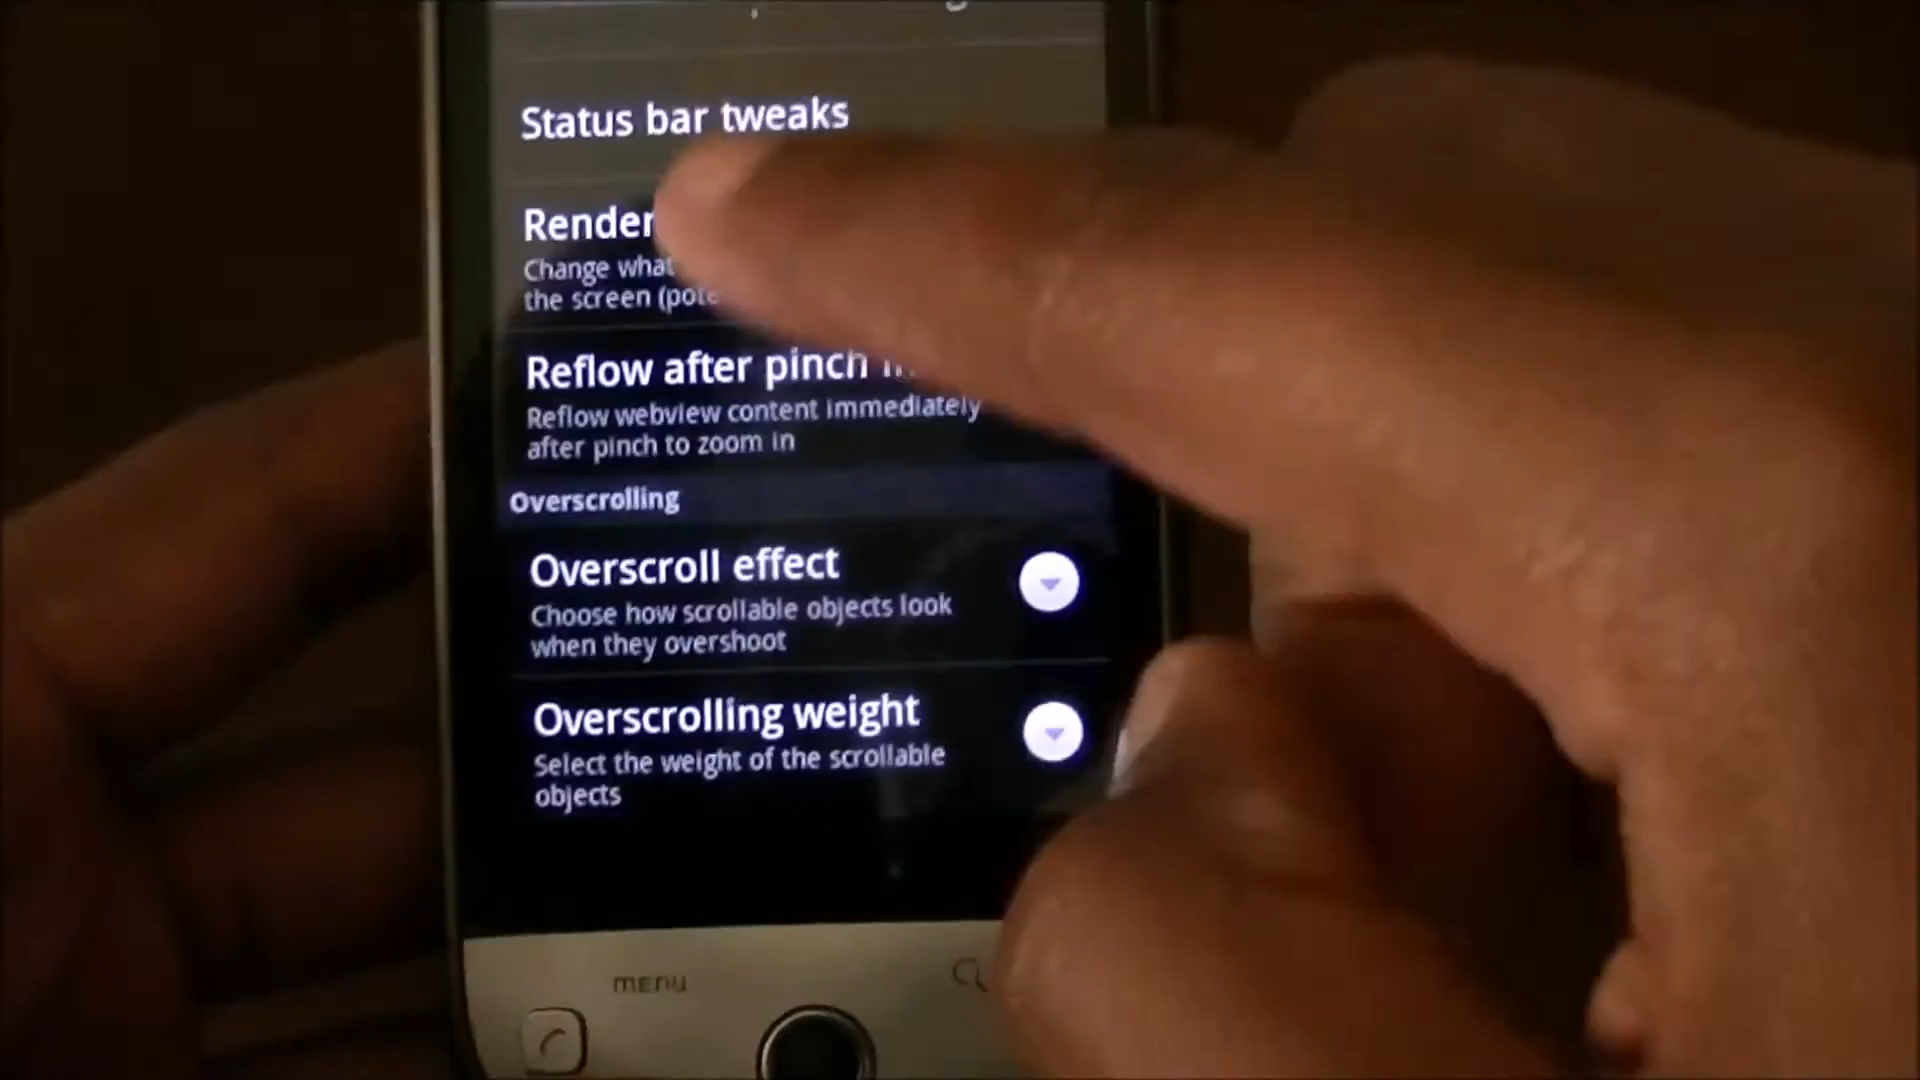 Status bar tweaks
Render
Change what
the screen
Reflow after pinch
Reflow webview content immediately
after pinch to zoom in
Overscrolling
Overscroll effect
Choose how scrollable objects look
when they overshoot
Overscrolling weight
Select the weight of the scrollable
objects
menu